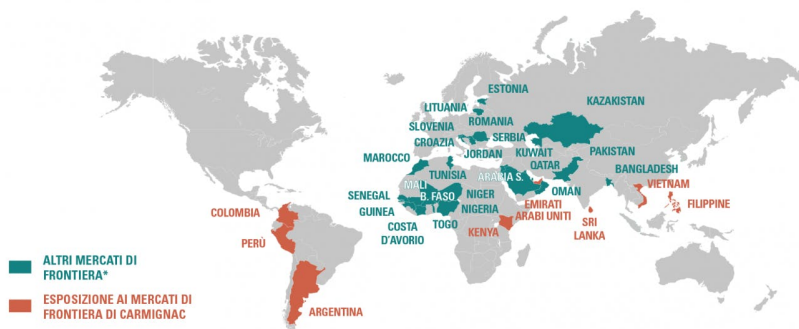 ESTONIA
KAZAKISTAN
LITUANIA
ROMANIA
SLOVENIA
SERBIA
CROAZIA
JORDAN
KUWAIT
PAKISTAN
MAROCCO
QATAR
TUNISIA
ARABIA S.
BANGLADESH
MALI
B. FASO
NIGER
OMAN
VIETNAM
SENEGAL
EMIRATI
ARABI UNITI
FILIPPINE
GUINEA
NIGERIA
COLOMBIA
TOGO
SRI
LANKA
COSTA
D'AVORIO
KENYA
PERÙ
ALTRI MERCATI DI
FRONTIERA*
ESPOSIZIONE AI MERCATI DI
FRONTIERA DI CARMIGNAC
ARGENTINA